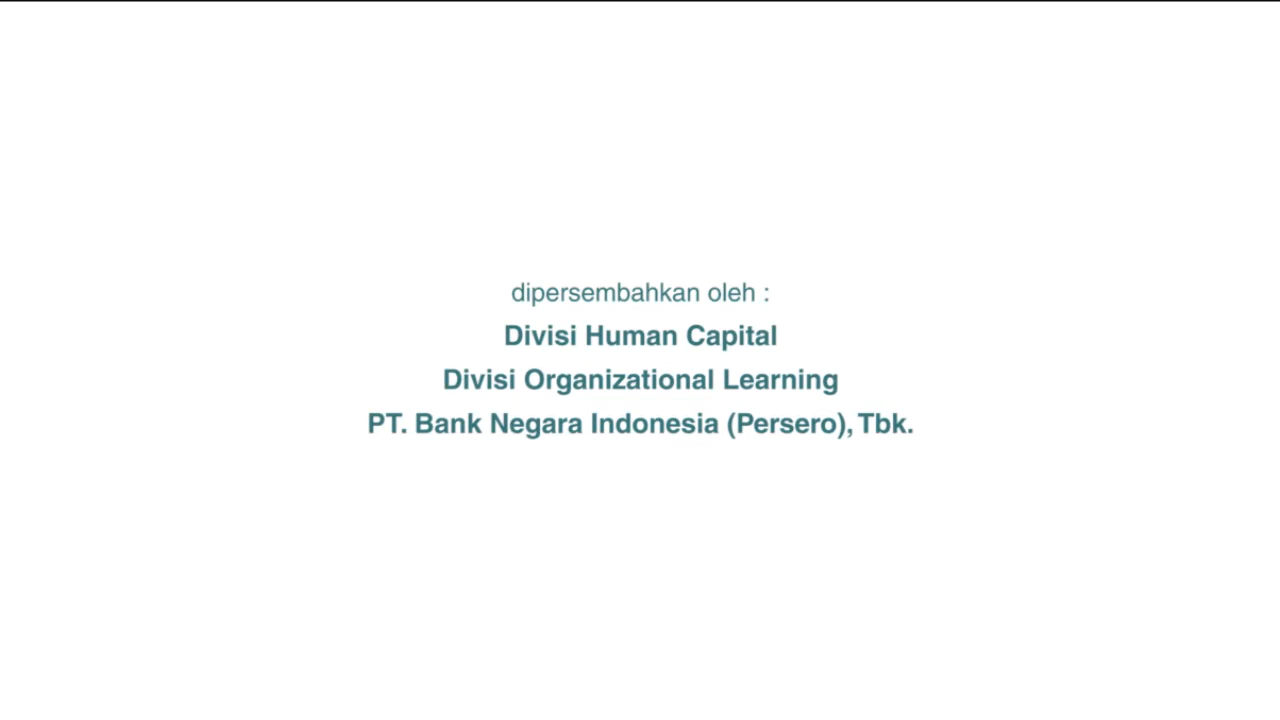 dipersembahkan oleh :
Divisi Human Capital
Divisi Organizational Learning
PT. Bank Negara Indonesia (Persero), Tbk.